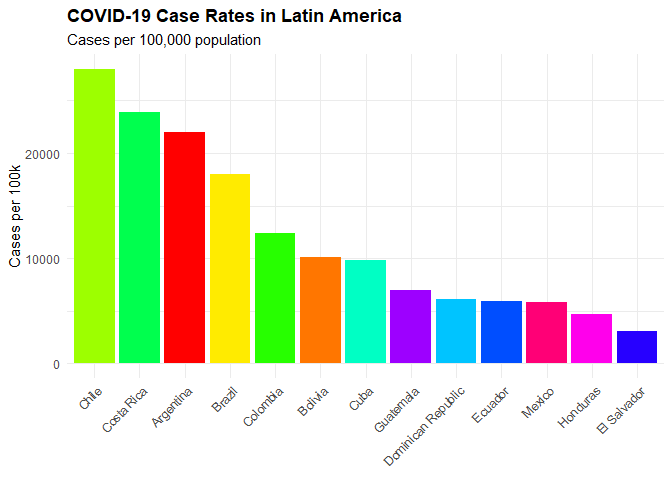 COVID-19 Case Rates in Latin America
Cases per 100,000 population
Cases per 100k
20000
10000
0
Chile
Costa Rica
Argentina
Brazil
Colombia
Bolivia
Cuba
Guatemala
Dominican Republic
Ecuador
Mexico
Honduras
El Salvador